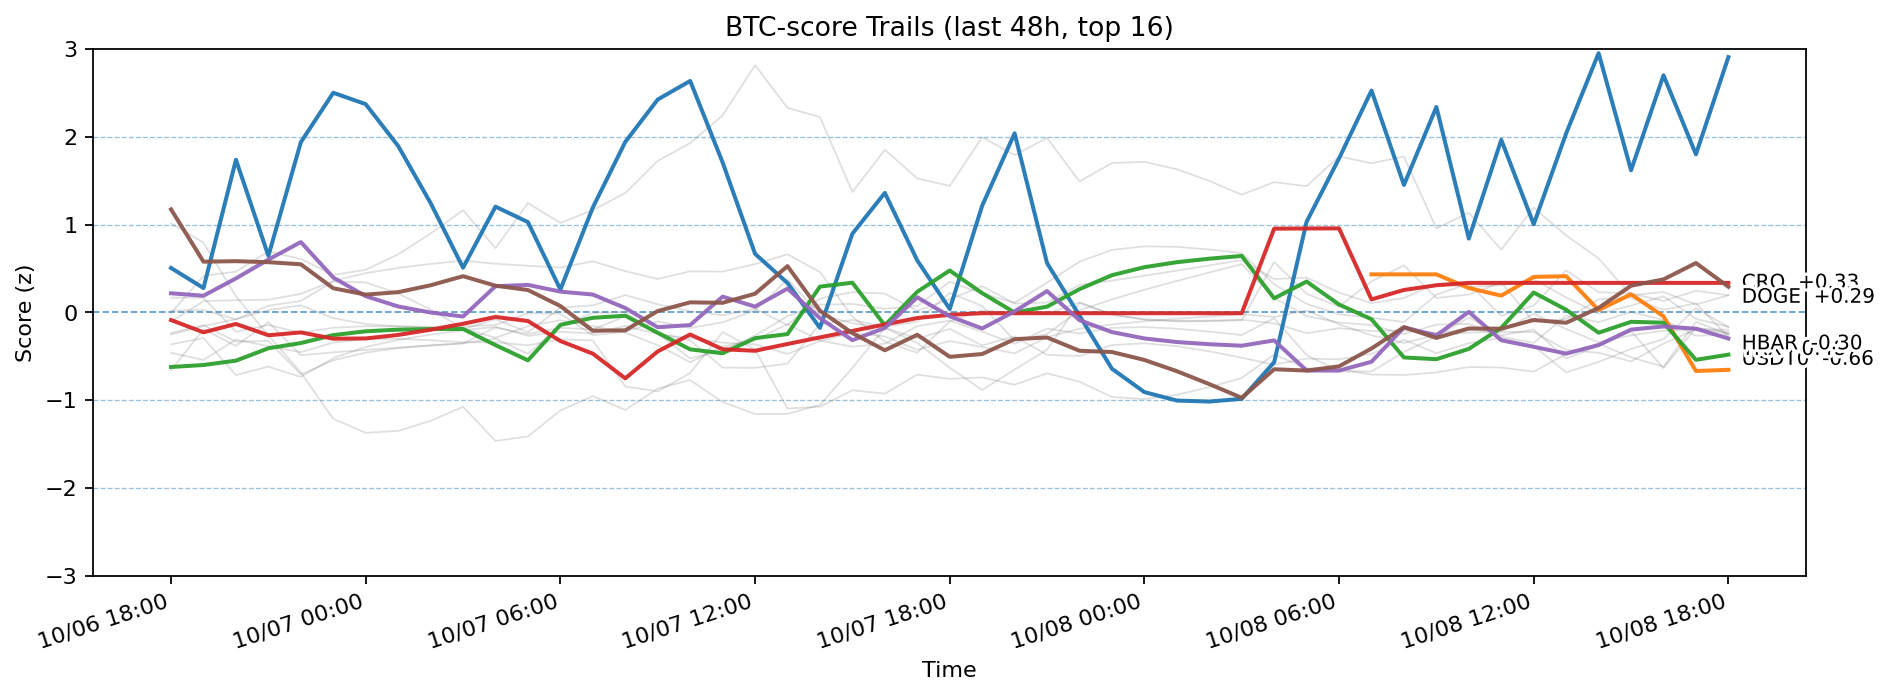 BTC-score Trails (last 48h, top 16)
Score (z)
3
2
1
0
−1
−2
−3
CRO +0.33
DOGE +0.29
HBAR -0.30
USDT0 -0.66
10/06 18:00
10/07 00:00
10/07 06:00
10/07 12:00
10/07 18:00
10/08 00:00
10/08 06:00
10/08 12:00
10/08 18:00
Time